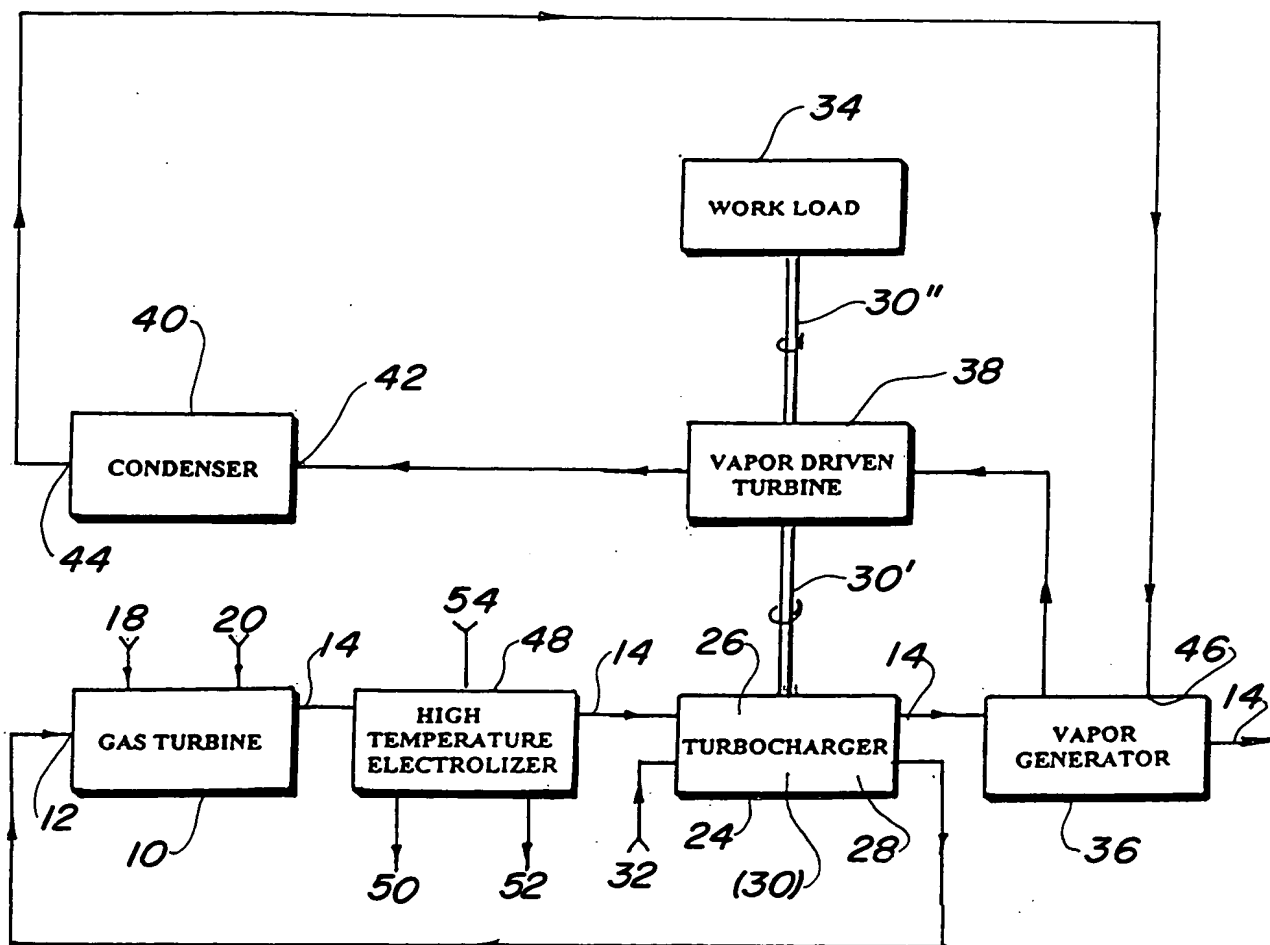 34
WORK LOAD
30"
40
42
38
CONDENSER
VAPOR DRIVEN
TURBINE
44
30'
18
20
54
14
48
14
26
14
46
14
GAS TURBINE
HIGH
TEMPERATURE
ELECTROLIZER
TURBOCHARGER
VAPOR
GENERATOR
12
10
50
52
32
24
(30)
28
36